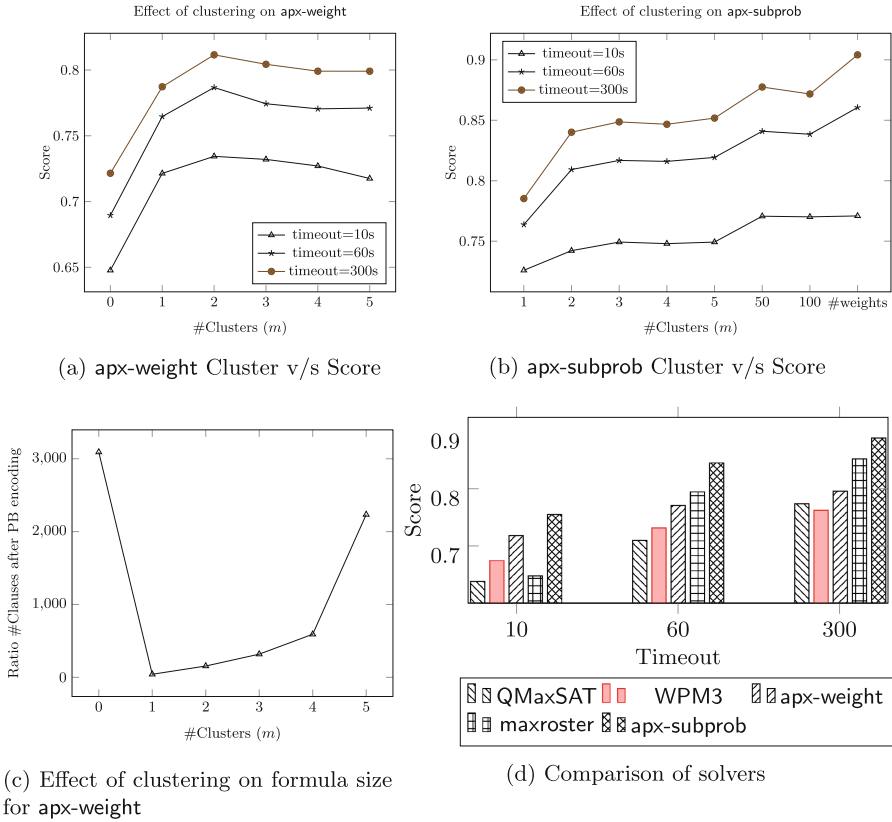 Effect of clustering on apx-weight
0.8
0.75
0.7
0.65
Score
timeout=10s
timeout=60s
timeout=300s
0 1 2 3 4 5
#Clusters (m)
(a) apx-weight Cluster v/s Score
Effect of clustering on apx-subprob
0.9
0.85
0.8
0.75
Score
timeout=10s
timeout=60s
timeout=300s
1 2 3 4 5 50 100 #weights
#Clusters (m)
(b) apx-subprob Cluster v/s Score
3,000
2,000
1,000
0
Ratio #Clauses after PB encoding
0 1 2 3 4 5
#Clusters (m)
(c) Effect of clustering on formula size
for apx-weight
0.9
0.8
0.7
Score
10 60 300
Timeout
QMaxSAT WPM3 apx-weight
maxroster apx-subprob
(d) Comparison of solvers